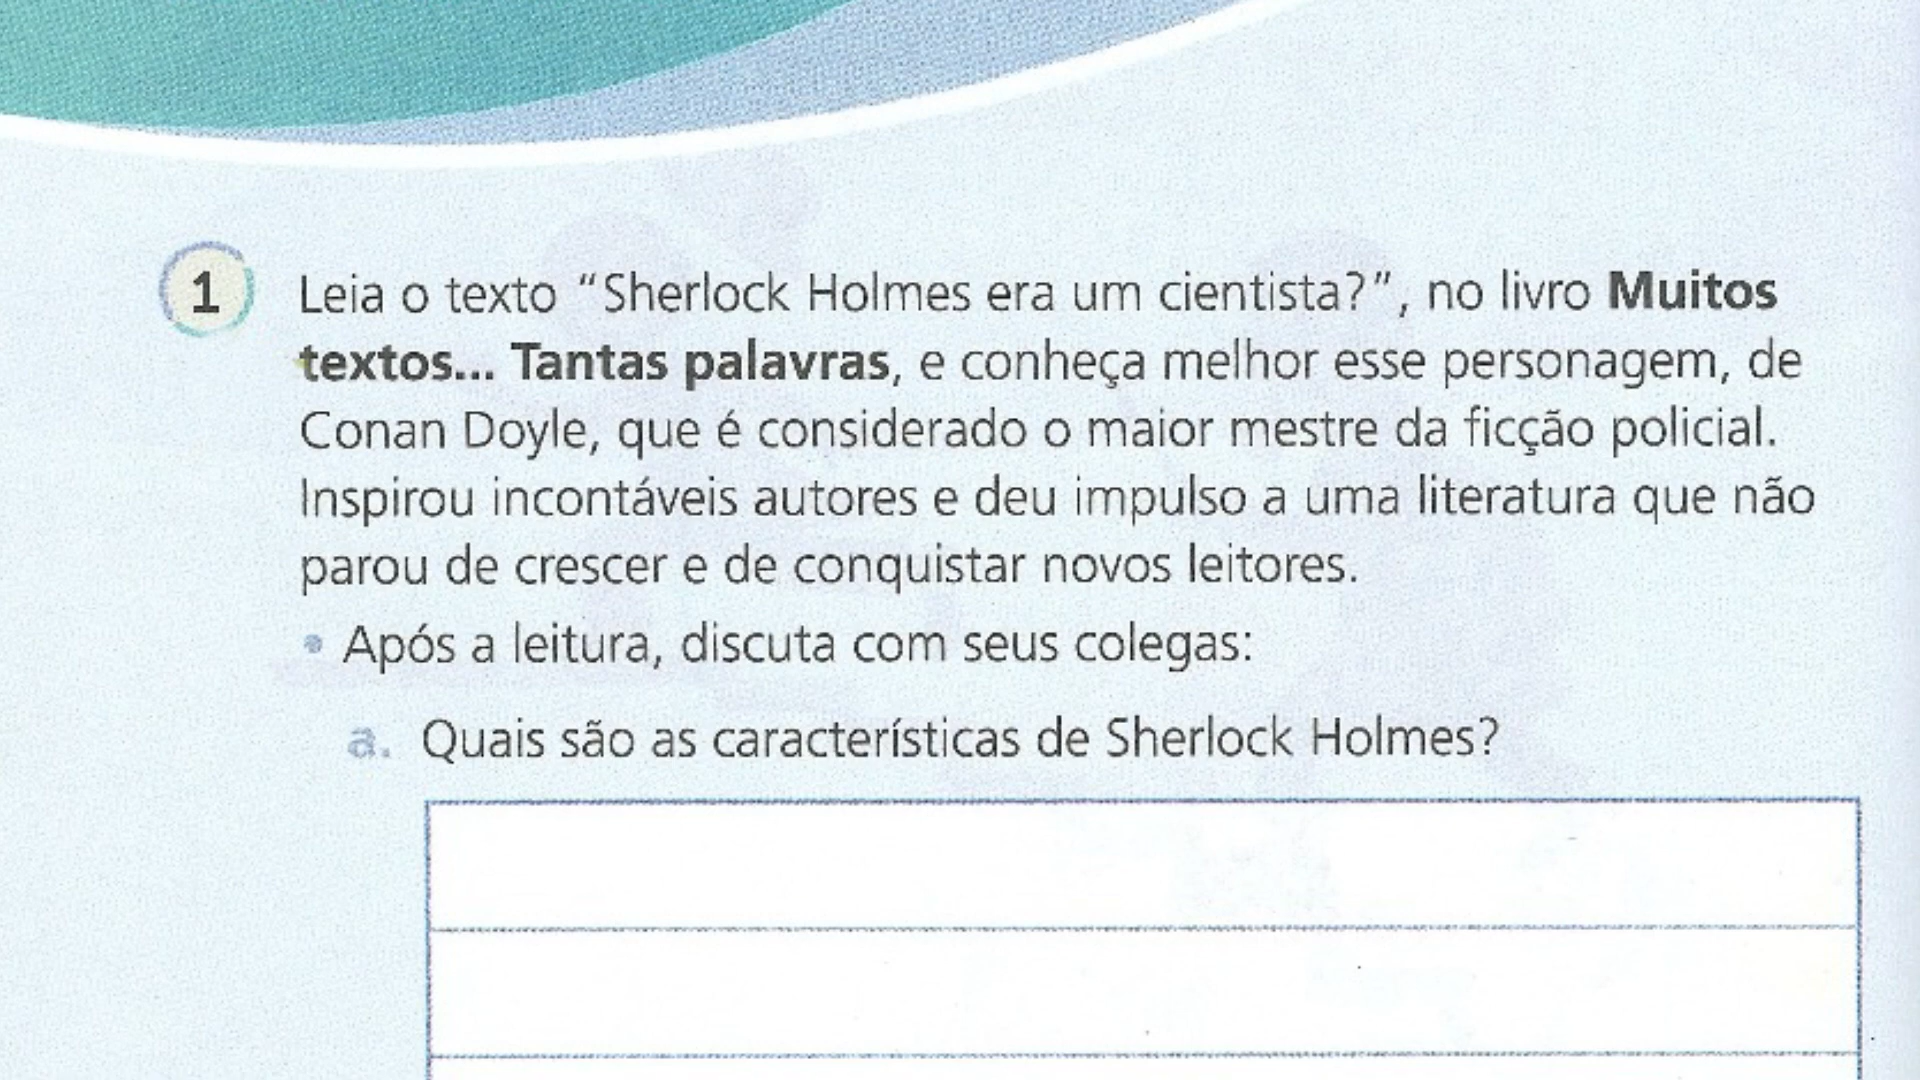 1 Leia o texto “Sherlock Holmes era um cientista?”, no livro Muitos
textos... Tantas palavras, e conheça melhor esse personagem, de
Conan Doyle, que é considerado o maior mestre da ficção policial.
Inspirou incontáveis autores e deu impulso a uma literatura que não
parou de crescer e de conquistar novos leitores.
• Após a leitura, discuta com seus colegas:
a. Quais são as características de Sherlock Holmes?